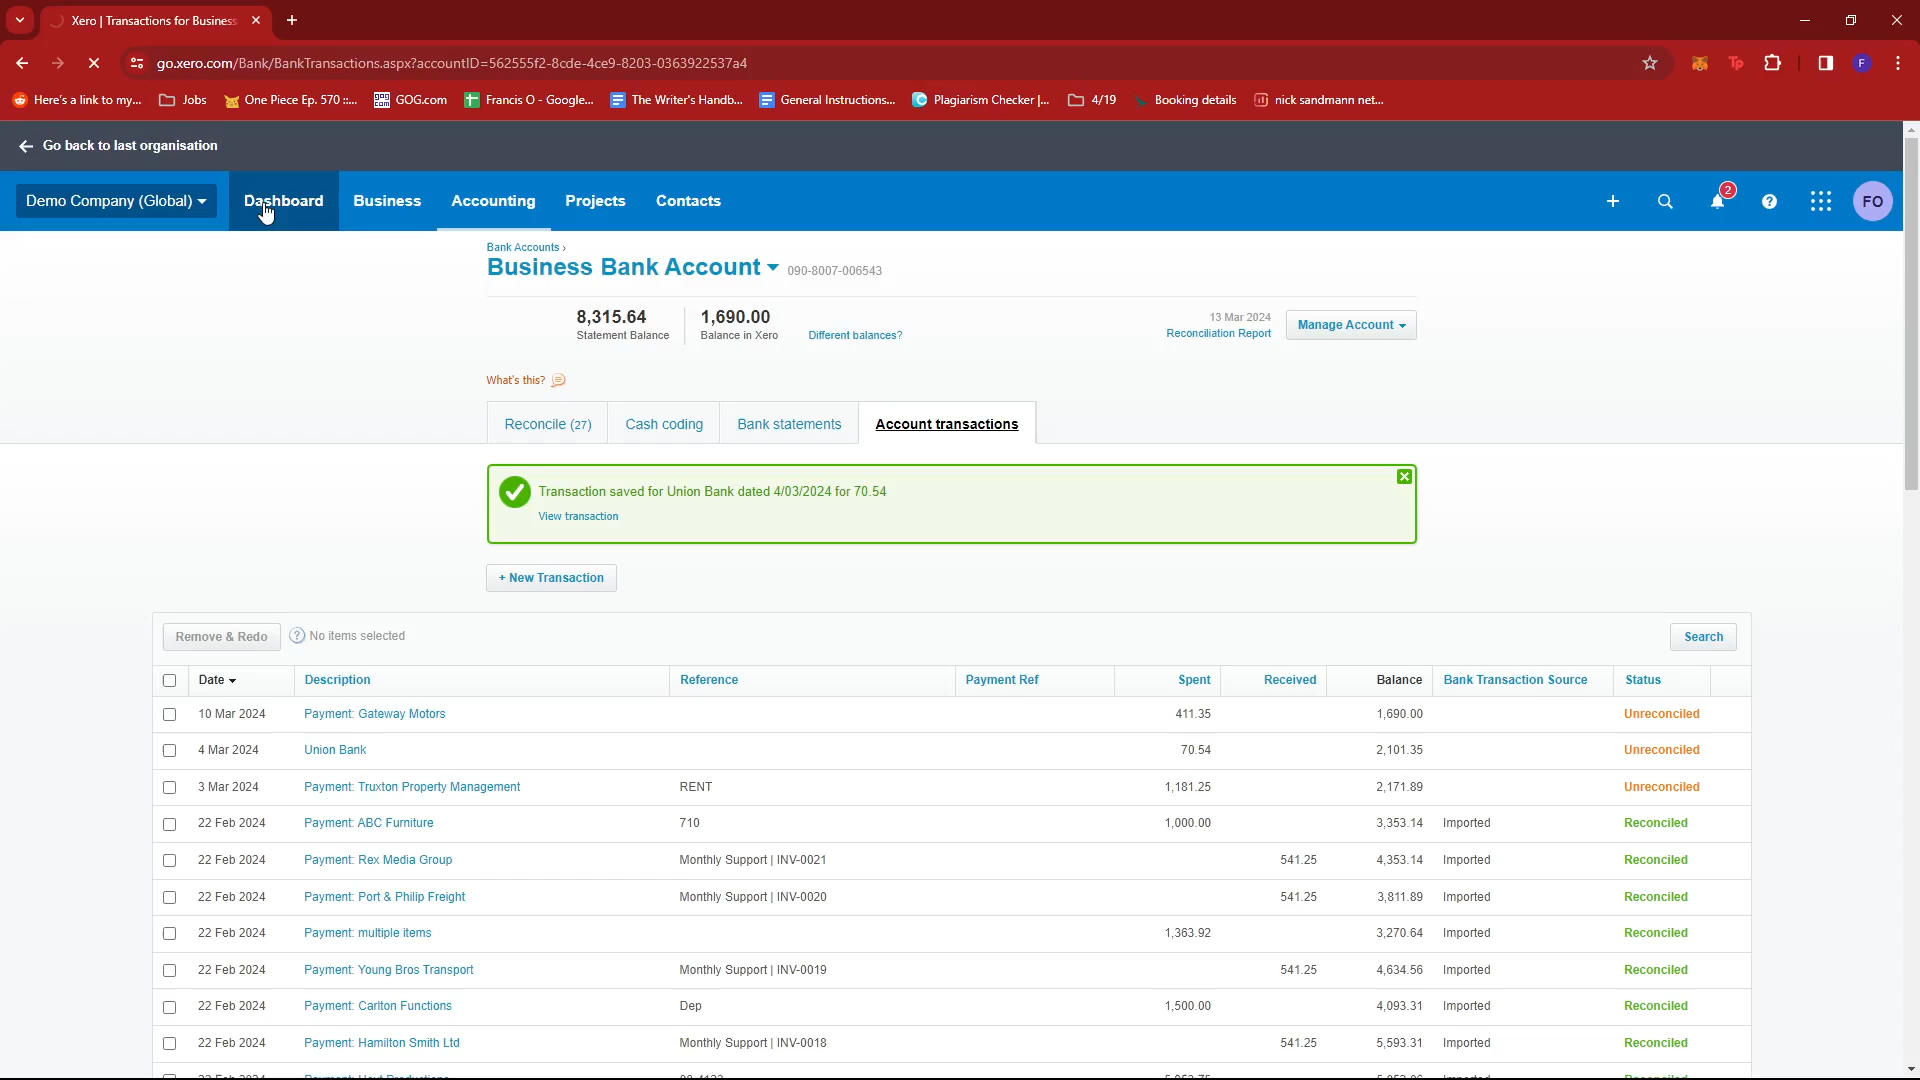 Xero | Transactions for Business
go.xero.com/Bank/BankTransactions.aspx?accountID=562555f2-8cde-4ce9-8203-0363922537a4
Tp
F
Here's a link to my...
Jobs
One Piece Ep. 570 ::...
GOG.com
Francis O - Google...
The Writer's Handb...
General Instructions...
Plagiarism Checker |...
4/19
Booking details
nick sandmann net...
Go back to last organisation
Demo Company (Global)
Dashboard
Business
Accounting
Projects
Contacts
2
FO
Bank Accounts ›
Business Bank Account 090-8007-006543
8,315.64
Statement Balance
1,690.00
Balance in Xero
Different balances?
13 Mar 2024
Reconciliation Report
Manage Account
What's this?
Reconcile (27)
Cash coding
Bank statements
Account transactions
Transaction saved for Union Bank dated 4/03/2024 for 70.54
View transaction
+ New Transaction
Remove & Redo
? No items selected
Search
Date Description Reference Payment Ref Spent Received Balance Bank Transaction Source Status
10 Mar 2024 Payment: Gateway Motors 411.35 1,690.00 Unreconciled
4 Mar 2024 Union Bank 70.54 2,101.35 Unreconciled
3 Mar 2024 Payment: Truxton Property Management RENT 1,181.25 2,171.89 Unreconciled
22 Feb 2024 Payment: ABC Furniture 710 1,000.00 3,353.14 Imported Reconciled
22 Feb 2024 Payment: Rex Media Group Monthly Support | INV-0021 541.25 4,353.14 Imported Reconciled
22 Feb 2024 Payment: Port & Philip Freight Monthly Support | INV-0020 541.25 3,811.89 Imported Reconciled
22 Feb 2024 Payment: multiple items 1,363.92 3,270.64 Imported Reconciled
22 Feb 2024 Payment: Young Bros Transport Monthly Support | INV-0019 541.25 4,634.56 Imported Reconciled
22 Feb 2024 Payment: Carlton Functions Dep 1,500.00 4,093.31 Imported Reconciled
22 Feb 2024 Payment: Hamilton Smith Ltd Monthly Support | INV-0018 541.25 5,593.31 Imported Reconciled